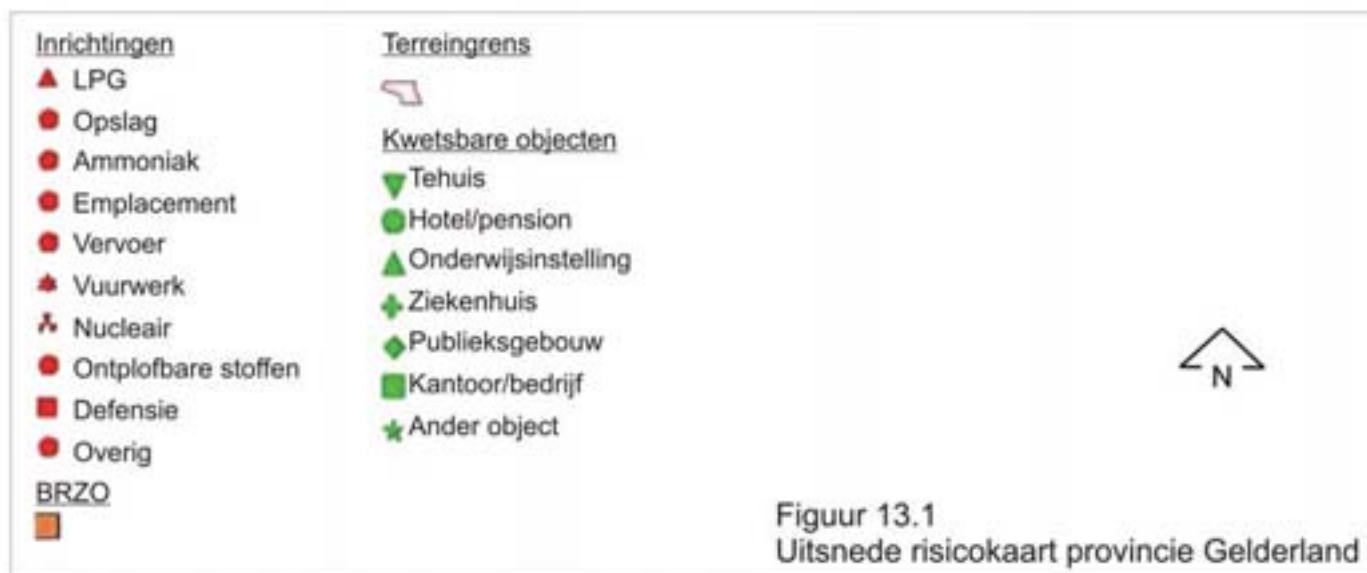 Inrichtingen
LPG
Opslag
Ammoniak
Emplacement
Vervoer
Vuurwerk
Nucleair
Ontplofbare stoffen
Defensie
Overig
BRZO
Terreingrens
Kwetsbare objecten
Tehuis
Hotel/pension
Onderwijsinstelling
Ziekenhuis
Publieksgebouw
Kantoor/bedrijf
Ander object
N
Figuur 13.1
Uitsnede risicokaart provincie Gelderland